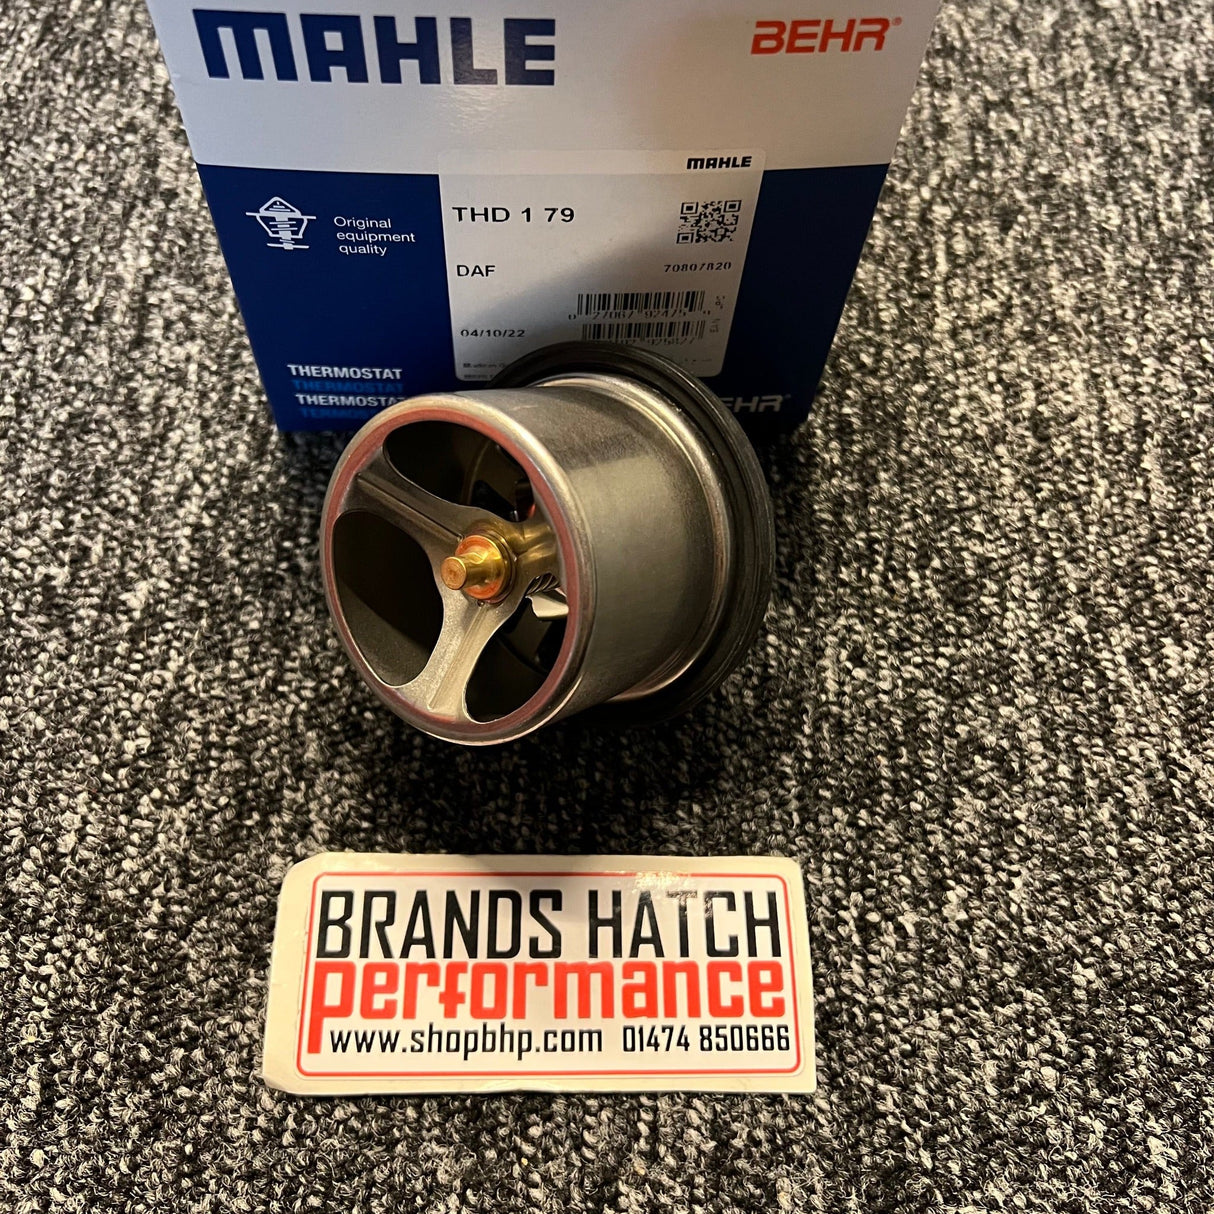 MAHLE
BEHR®
MAHLE
THD 1 79
Original
equipment
quality
DAF
70807820
04/10/22
THERMOSTAT
THERMOSTAT
THERMOSTAT
BRANDS HATCH
performance
www.shopbhp.com 01474 850666